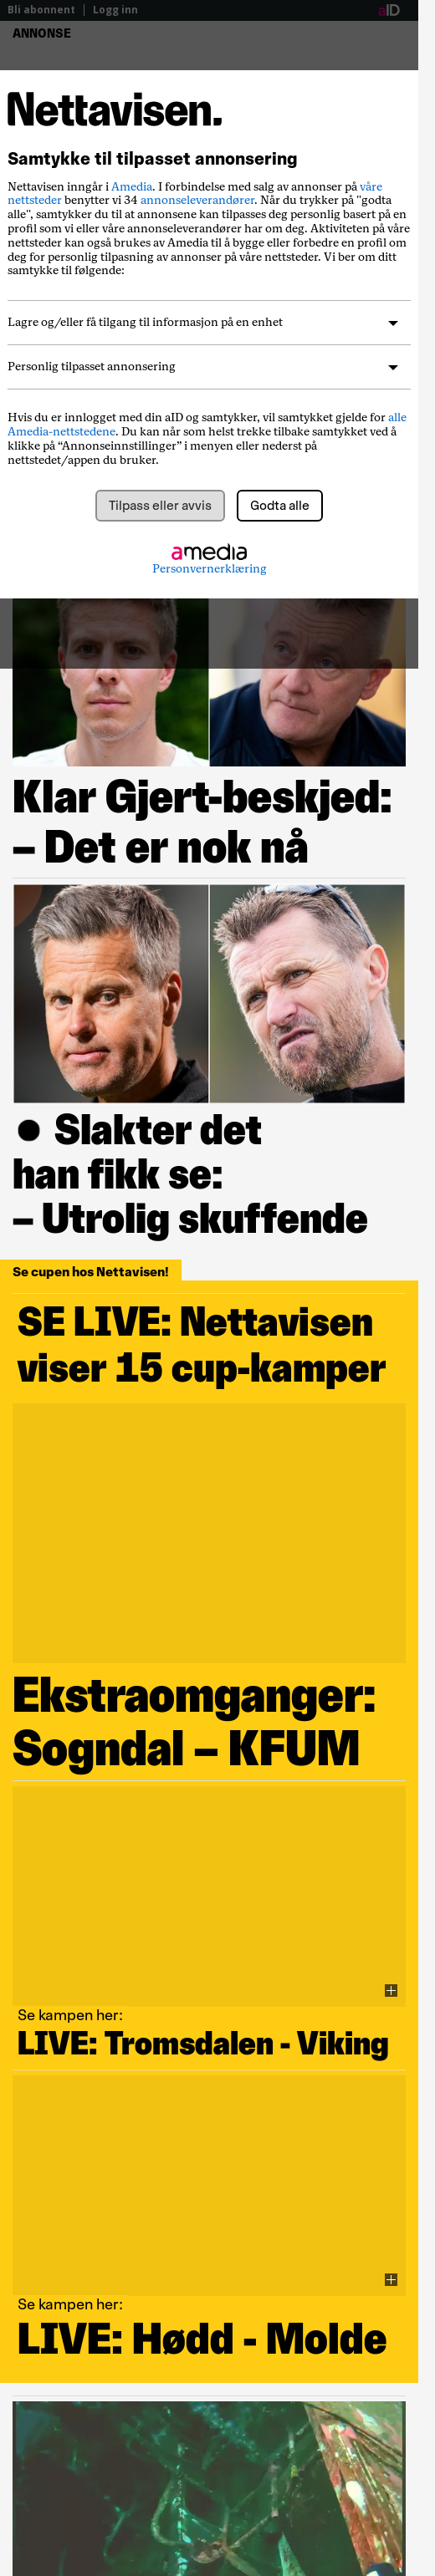 Bli abonnent | Logg inn
aID
ANNONSE
Nettavisen.
Samtykke til tilpasset annonsering
Nettavisen inngår i Amedia. I forbindelse med salg av annonser på våre
nettsteder benytter vi 34 annonseleverandører. Når du trykker på "godta
alle", samtykker du til at annonsene kan tilpasses deg personlig basert på en
profil som vi eller våre annonseleverandører har om deg. Aktiviteten på våre
nettsteder kan også brukes av Amedia til å bygge eller forbedre en profil om
deg for personlig tilpasning av annonser på våre nettsteder. Vi ber om ditt
samtykke til følgende:
Lagre og/eller få tilgang til informasjon på en enhet
Personlig tilpasset annonsering
Hvis du er innlogget med din aID og samtykker, vil samtykket gjelde for alle
Amedia-nettstedene. Du kan når som helst trekke tilbake samtykket ved å
klikke på “Annonseinnstillinger” i menyen eller nederst på
nettstedet/appen du bruker.
Tilpass eller avvis
Godta alle
amedia
Personvernerklæring
Klar Gjert-beskjed:
– Det er nok nå
● Slakter det
han fikk se:
– Utrolig skuffende
Se cupen hos Nettavisen!
SE LIVE: Nettavisen
viser 15 cup-kamper
Ekstraomganger:
Sogndal – KFUM
Se kampen her:
LIVE: Tromsdalen - Viking
Se kampen her:
LIVE: Hødd - Molde